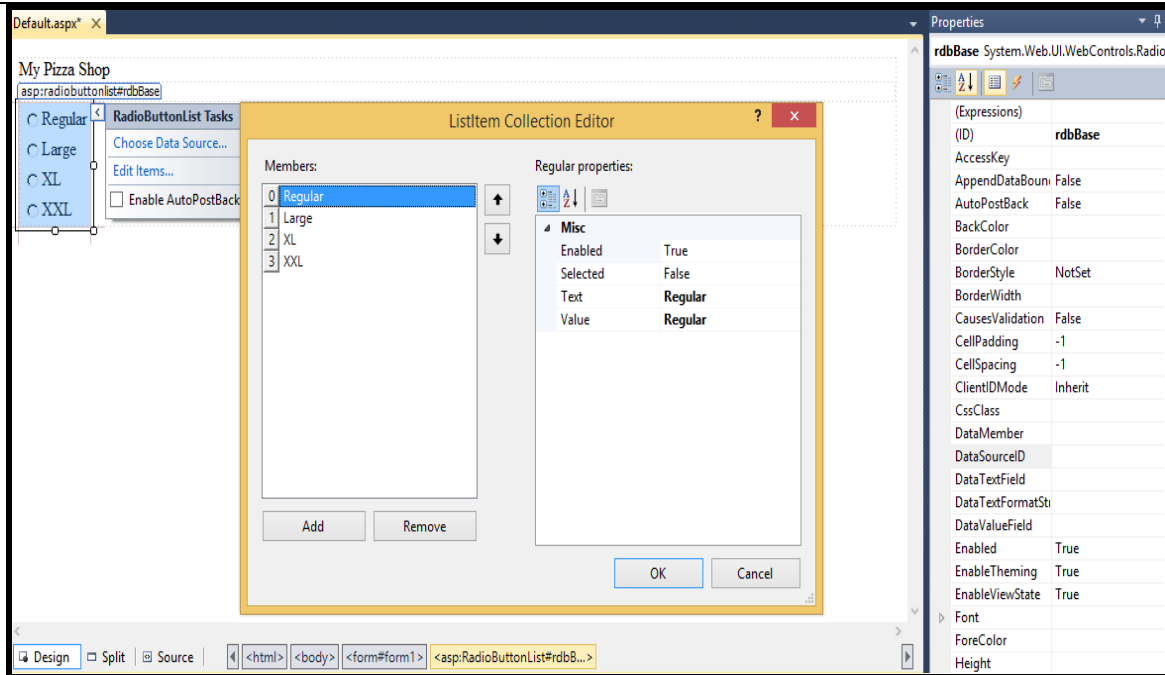 Default.aspx*
My Pizza Shop
asp:radiobuttonlist#rdbBase
Regular
Large
XL
XXL
RadioButtonList Tasks
Choose Data Source...
Edit Items...
Enable AutoPostBack
ListItem Collection Editor
Members:
0 Regular
1 Large
2 XL
3 XXL
Add Remove
Regular properties:
Misc
Enabled True
Selected False
Text Regular
Value Regular
OK Cancel
Design Split Source <html> <body> <form#form1> <asp:RadioButtonList#rdbB...>
Properties
rdbBase System.Web.UI.WebControls.Radio
(Expressions)
(ID) rdbBase
AccessKey
AppendDataBoun False
AutoPostBack False
BackColor
BorderColor
BorderStyle NotSet
BorderWidth
CausesValidation False
CellPadding -1
CellSpacing -1
ClientIDMode Inherit
CssClass
DataMember
DataSourceID
DataTextField
DataTextFormatStr
DataValueField
Enabled True
EnableTheming True
EnableViewState True
Font
ForeColor
Height